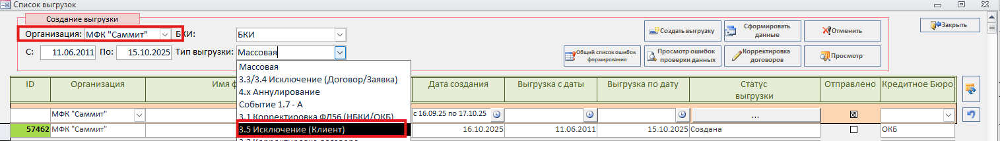 Список выгрузок
Создание выгрузки
Организация: МФК "Саммит" БКИ: БКИ
С: 11.06.2011 По: 15.10.2025 Тип выгрузки: Массовая
Создать выгрузку
Сформировать данные
Отменить
Закрыть
Общий список ошибок формирования
Просмотр ошибок проверки данных
Корректировка договоров
Просмотр
Массовая
3.3/3.4 Исключение (Договор/Заявка)
4.x Аннулирование
Событие 1.7 - А
3.1 Корректировка ФЛ56 (НБКИ/ОКБ)
3.5 Исключение (Клиент)
ID Организация Имя ф Дата создания Выгрузка с даты Выгрузка по дату Статус выгрузки Отправлено Кредитное Бюро
МФК "Саммит" с 16.09.25 по 17.10.25 ...
57462 МФК "Саммит" 16.10.2025 11.06.2011 15.10.2025 Создана ОКБ